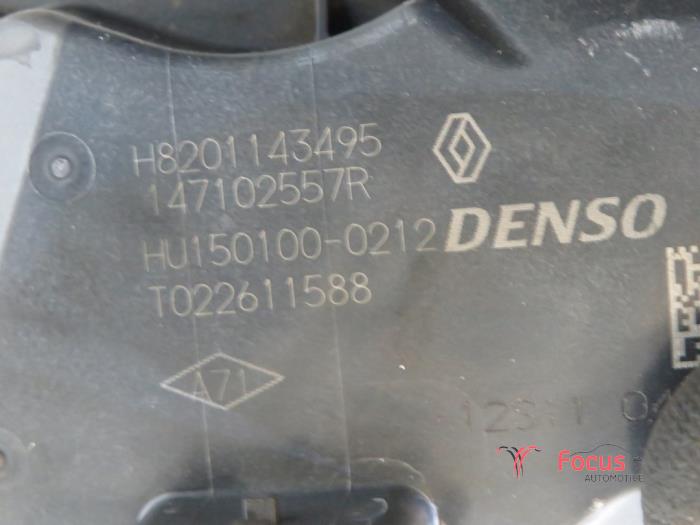 H8201143495
147102557R
HU150100-0212
DENSO
T022611588
A71
Focus
AUTOMOTIVE